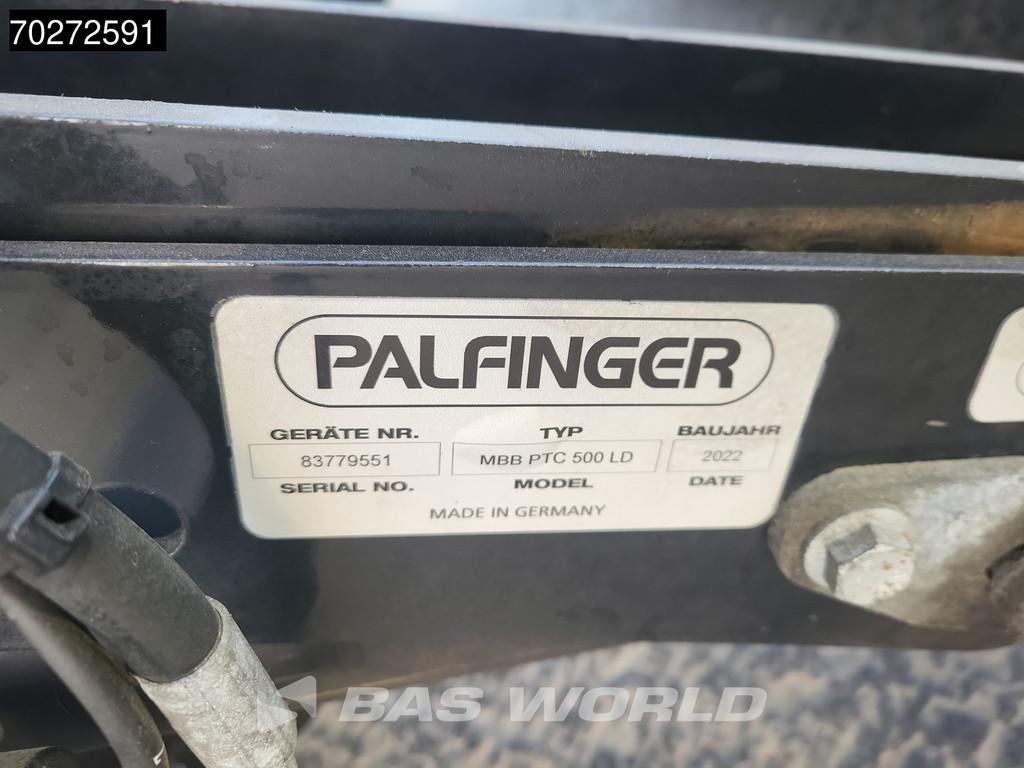 70272591
PALFINGER
GERÄTE NR. TYP BAUJAHR
83779551 MBB PTC 500 LD 2022
SERIAL NO. MODEL DATE
MADE IN GERMANY
BAS WORLD